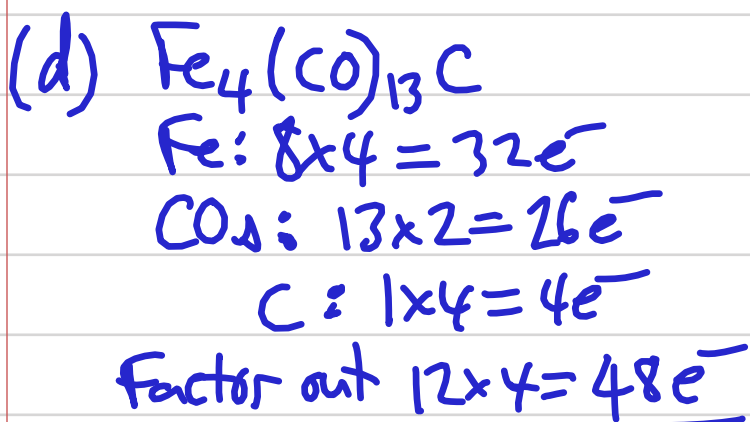 (d) Fe₄(CO)₁₃C
Fe: 8x4 = 32e⁻
COs: 13x2 = 26e⁻
C: 1x4 = 4e⁻
Factor out 12x4 = 48e⁻